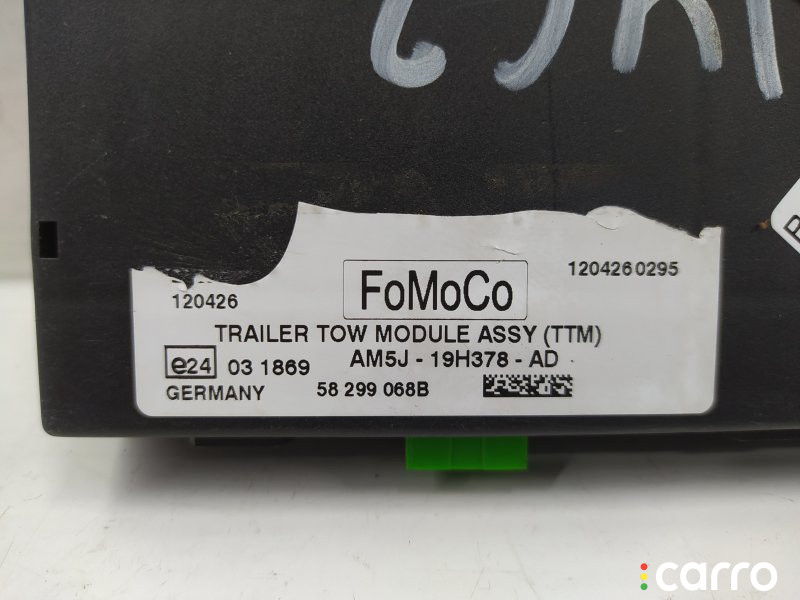 120426
FoMoCo
1204260295
TRAILER TOW MODULE ASSY (TTM)
e24 03 1869
AM5J - 19H378 - AD
GERMANY
58 299 068B
carro